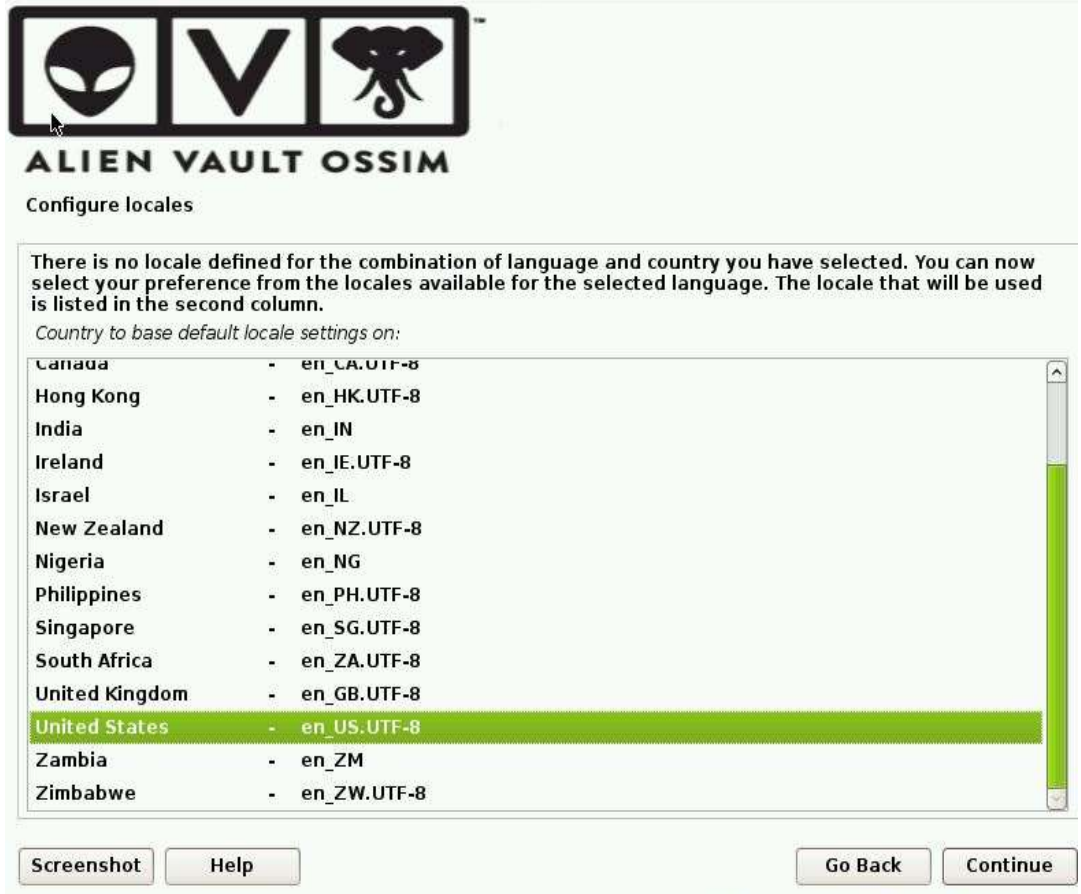 V ™
ALIEN VAULT OSSIM
Configure locales
There is no locale defined for the combination of language and country you have selected. You can now
select your preference from the locales available for the selected language. The locale that will be used
is listed in the second column.
Country to base default locale settings on:
Canada - en_CA.UTF-8
Hong Kong - en_HK.UTF-8
India - en_IN
Ireland - en_IE.UTF-8
Israel - en_IL
New Zealand - en_NZ.UTF-8
Nigeria - en_NG
Philippines - en_PH.UTF-8
Singapore - en_SG.UTF-8
South Africa - en_ZA.UTF-8
United Kingdom - en_GB.UTF-8
United States - en_US.UTF-8
Zambia - en_ZM
Zimbabwe - en_ZW.UTF-8
Screenshot Help Go Back Continue